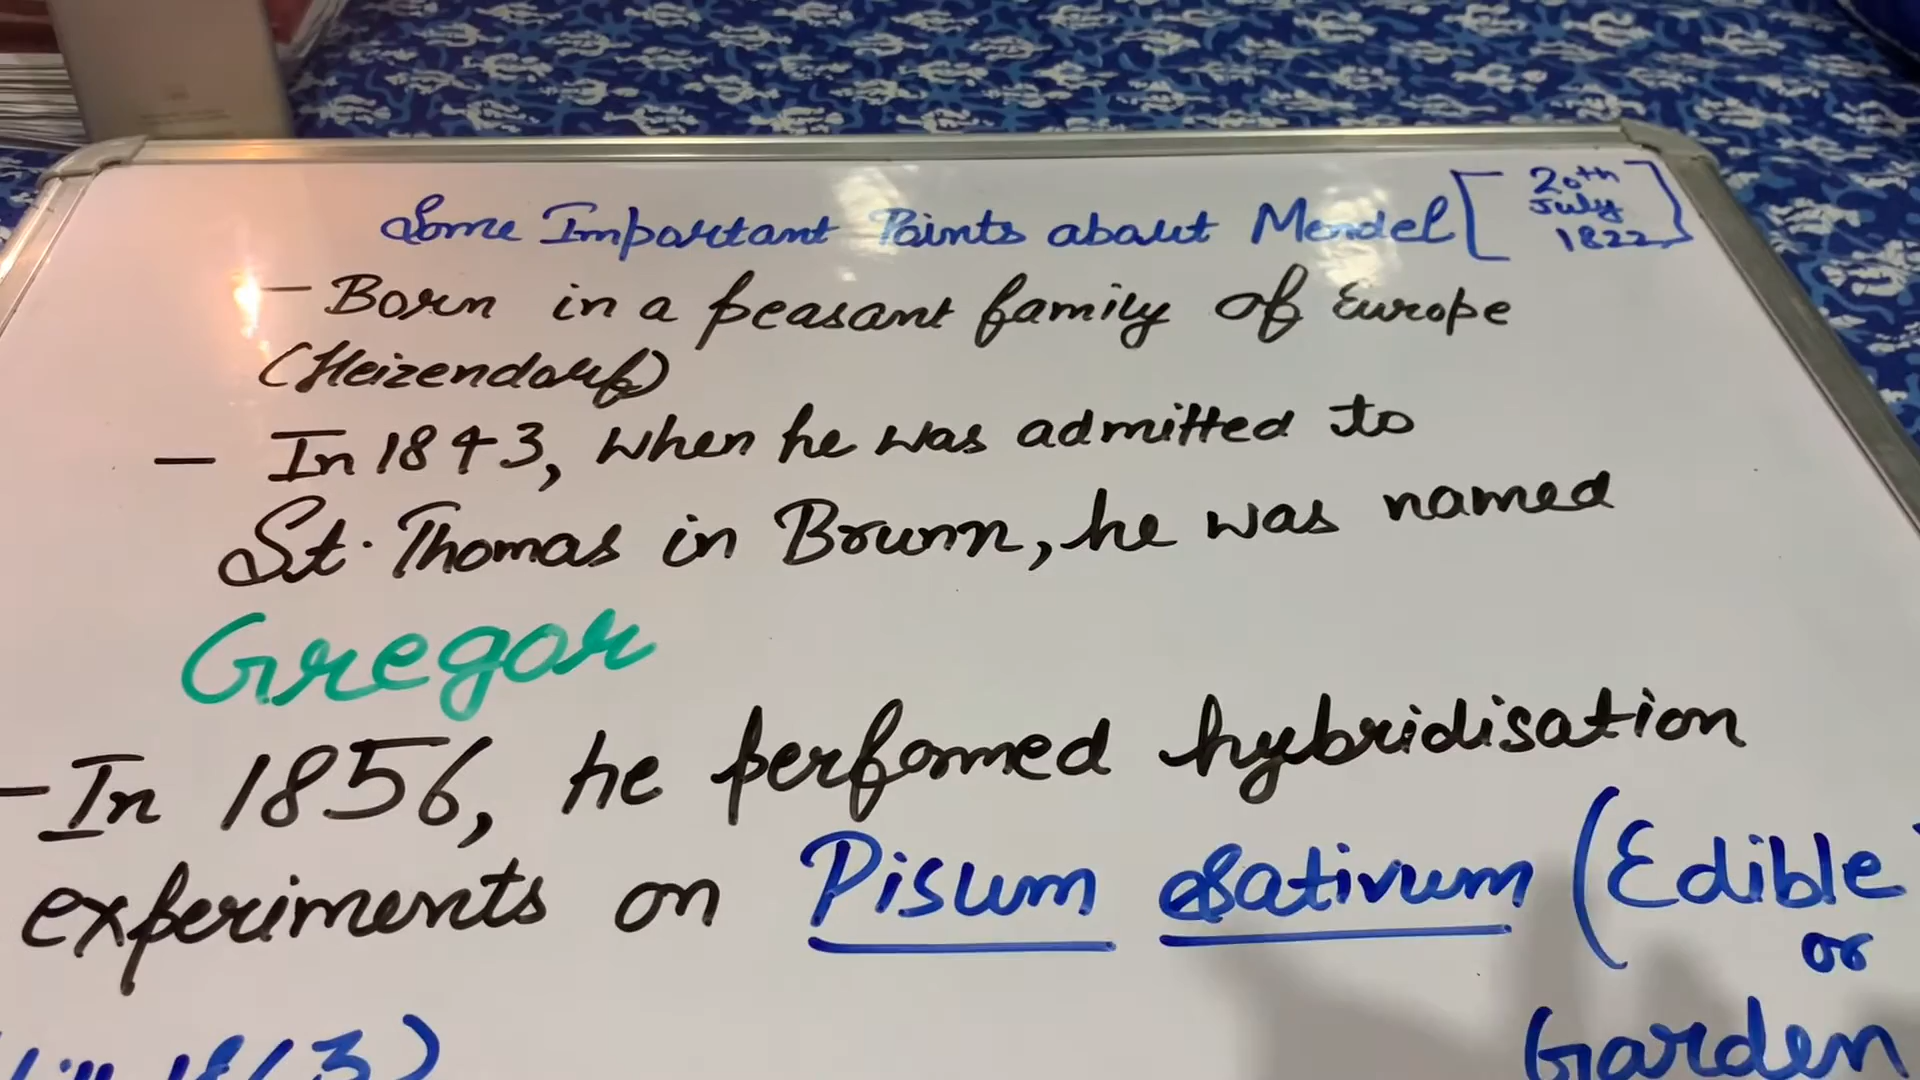 Some Important Points about Mendel [20th July 1822]
- Born in a peasant family of Europe
(Heizendorf)
- In 1843, when he was admitted to
St. Thomas in Brunn, he was named
Gregor
- In 1856, he performed hybridisation
experiments on Pisum sativum (Edible
or
Garden